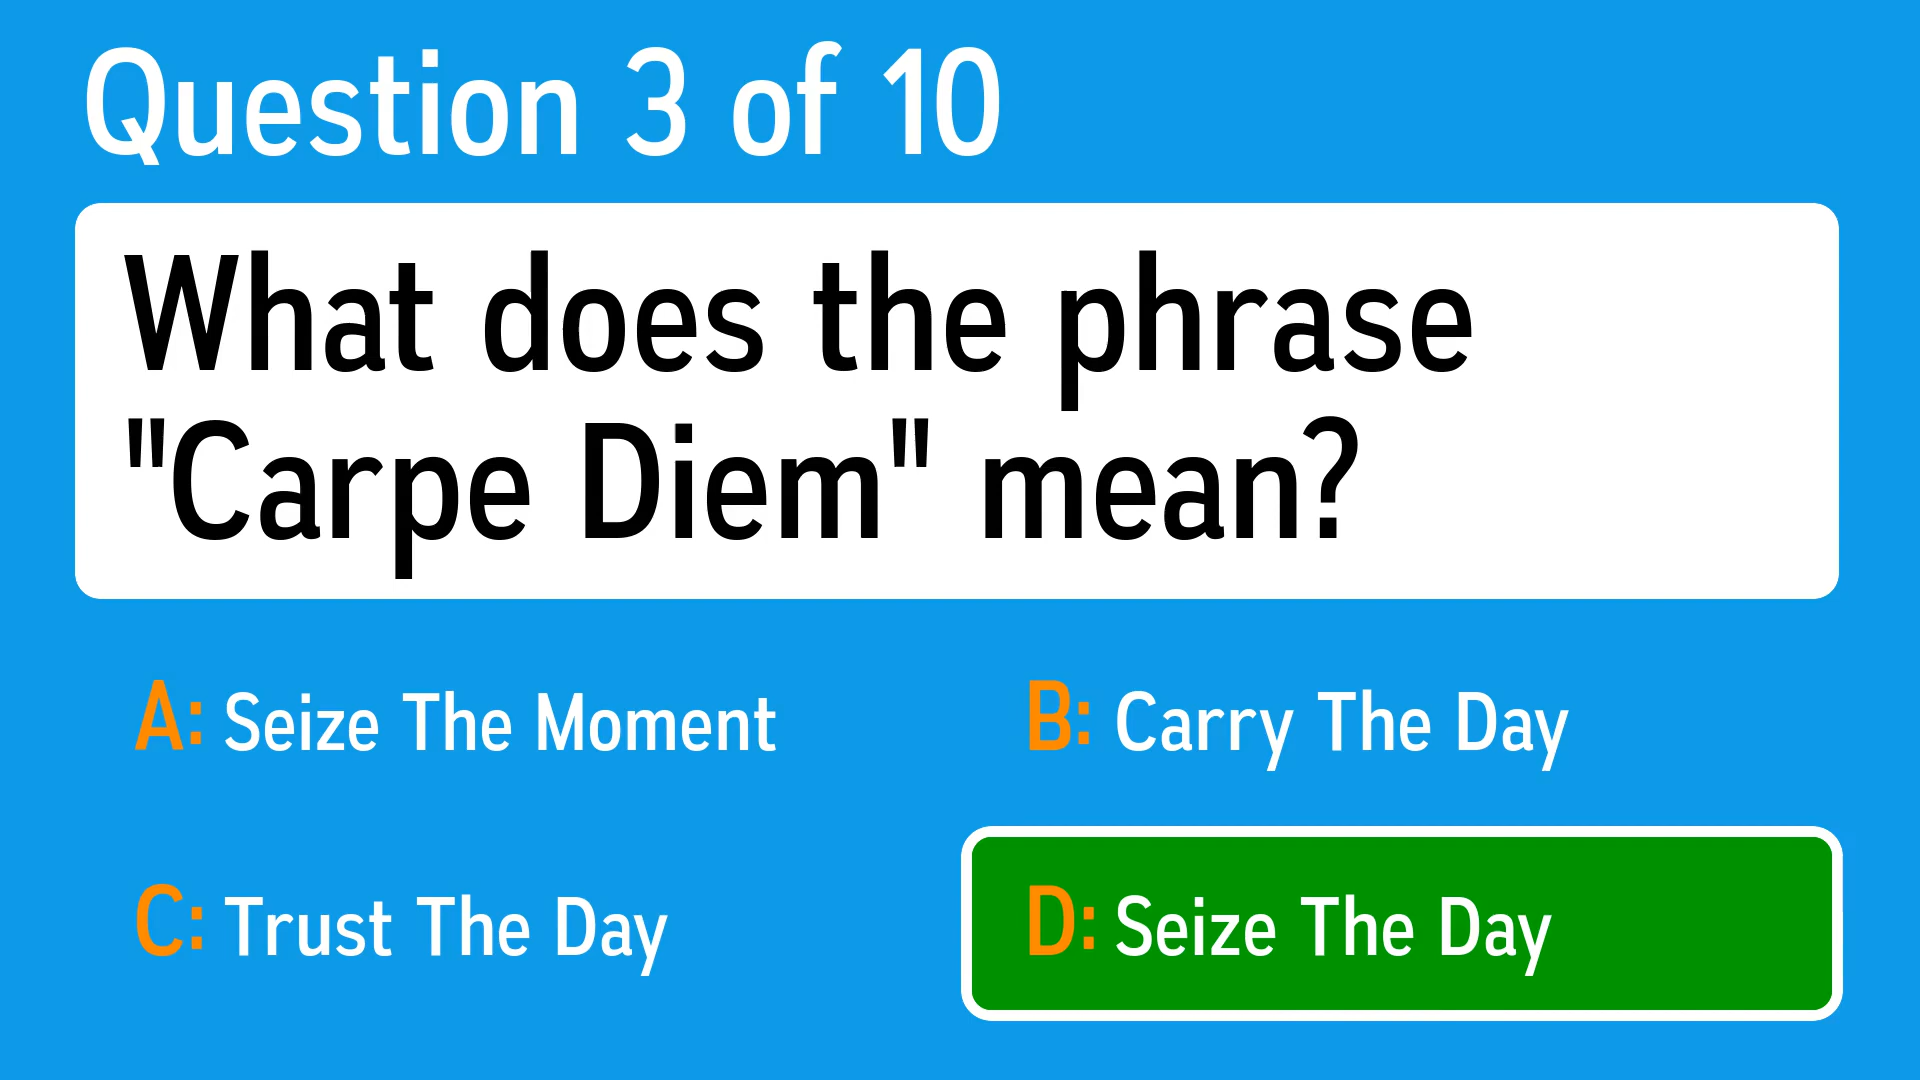 Question 3 of 10
What does the phrase
"Carpe Diem" mean?
A: Seize The Moment
B: Carry The Day
C: Trust The Day
D: Seize The Day